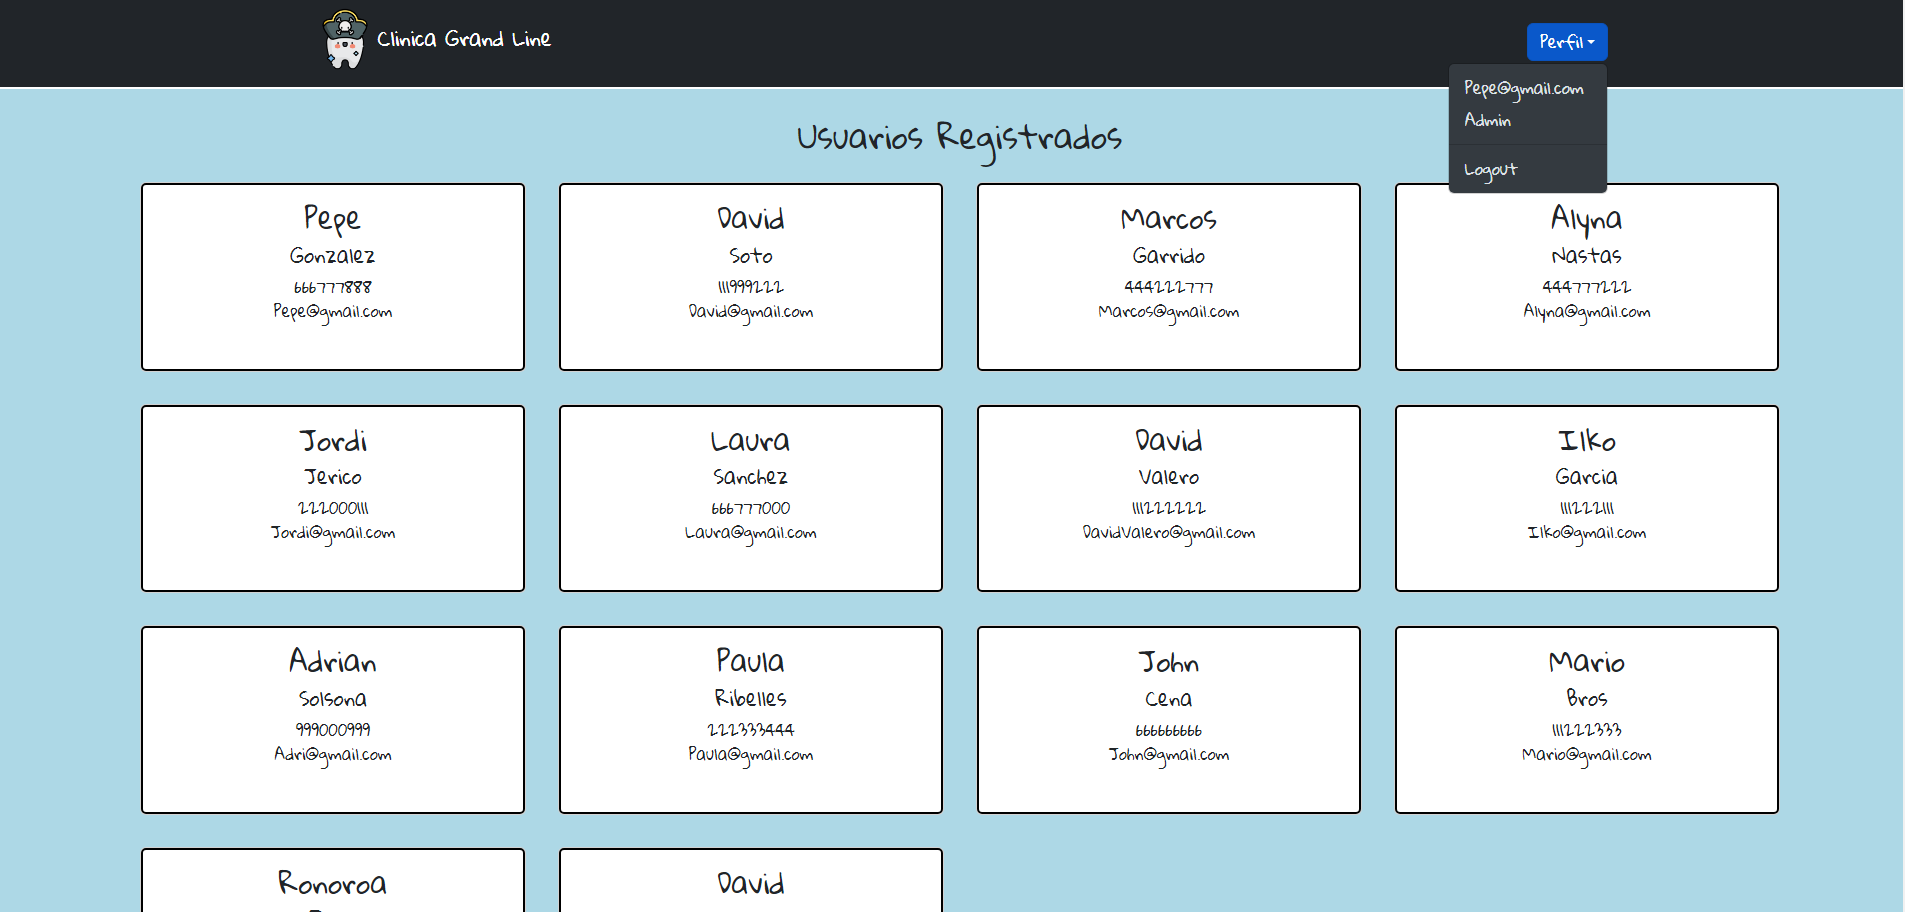 Clinica Grand Line
Perfil
Pepe@gmail.com
Admin
Logout
Usuarios Registrados
Pepe
Gonzalez
666777888
Pepe@gmail.com
David
Soto
111999222
David@gmail.com
Marcos
Garrido
444222777
Marcos@gmail.com
Alyna
Nastas
444777222
Alyna@gmail.com
Jordi
Jerico
222000111
Jordi@gmail.com
Laura
Sanchez
666777000
Laura@gmail.com
David
Valero
111222222
DavidValero@gmail.com
Ilko
Garcia
111222111
Ilko@gmail.com
Adrian
Solsona
999000999
Adri@gmail.com
Paula
Ribelles
222333444
Paula@gmail.com
John
Cena
666666666
John@gmail.com
Mario
Bros
111222333
Mario@gmail.com
Ronoroa
David